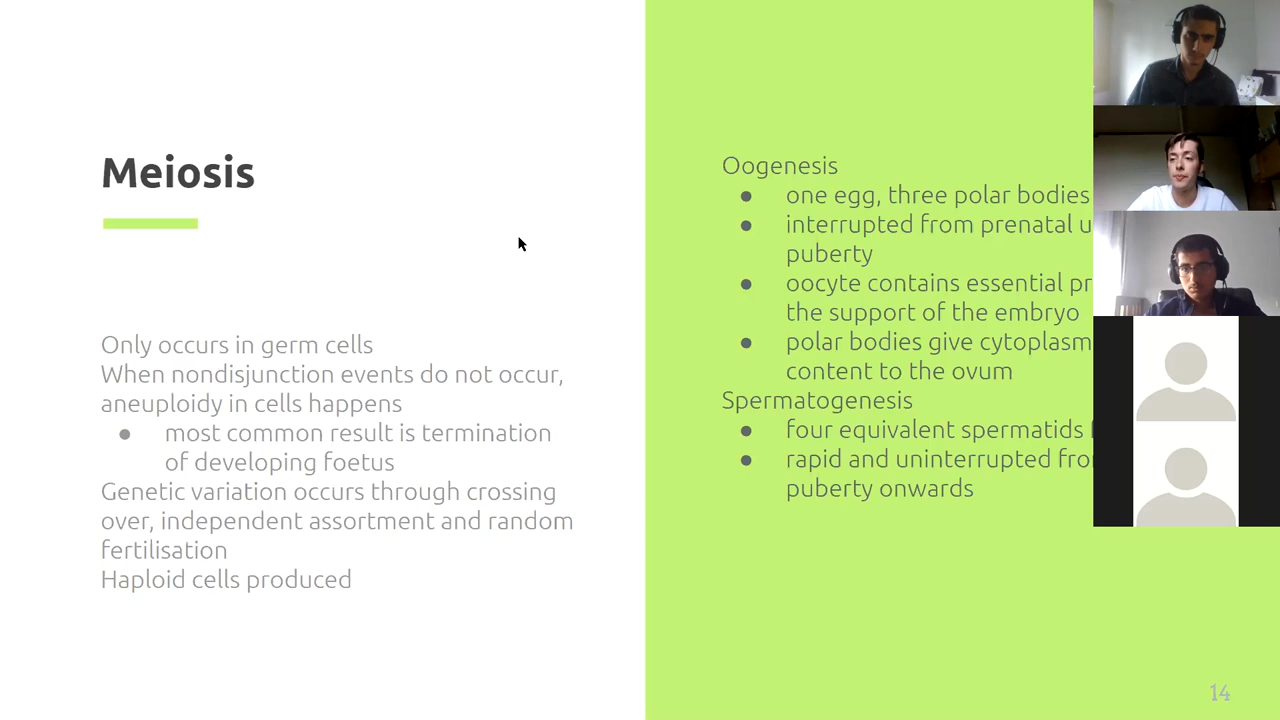 Meiosis
Only occurs in germ cells
When nondisjunction events do not occur,
aneuploidy in cells happens
● most common result is termination
of developing foetus
Genetic variation occurs through crossing
over, independent assortment and random
fertilisation
Haploid cells produced
Oogenesis
● one egg, three polar bodies
● interrupted from prenatal
puberty
● oocyte contains essential
the support of the embryo
● polar bodies give cytoplasm
content to the ovum
Spermatogenesis
● four equivalent spermatids
● rapid and uninterrupted
puberty onwards
14